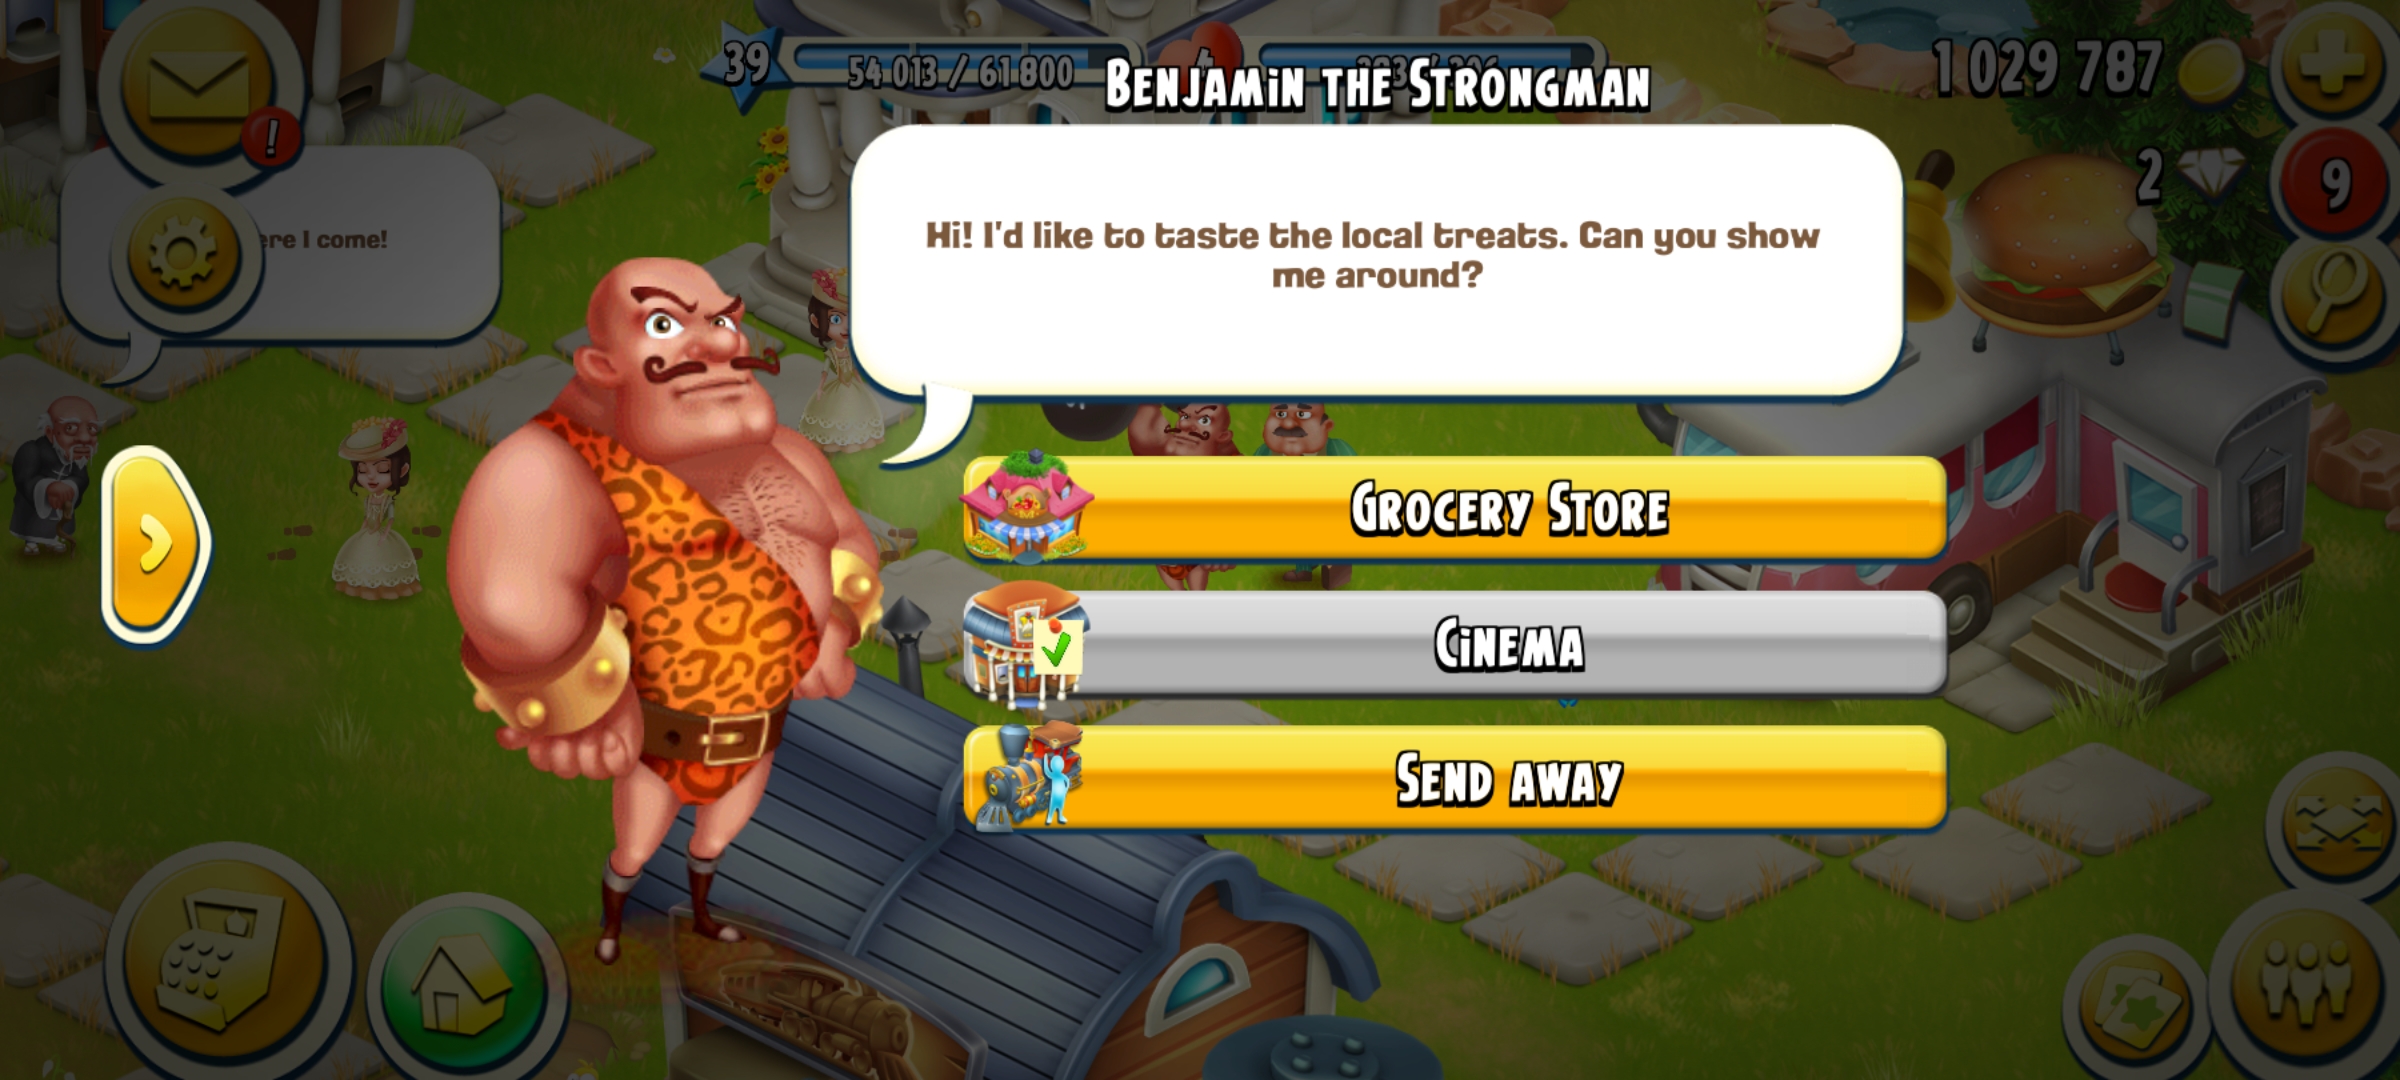 39
54 013 / 61 800
4
1 029 787
BENJAMIN THE STRONGMAN
2
9
ere I come!
Hi! I'd like to taste the local treats. Can you show
me around?
GROCERY STORE
CINEMA
SEND AWAY